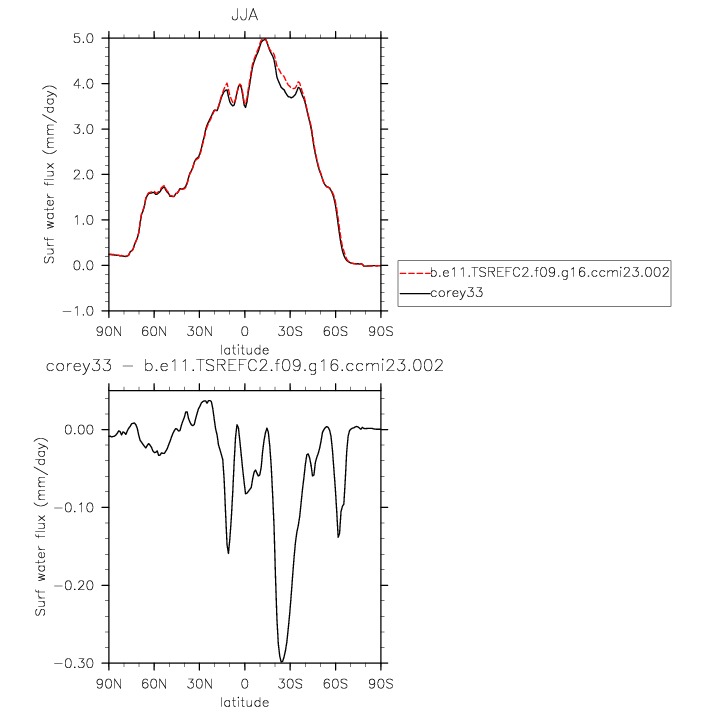 JJA
5.0
4.0
3.0
2.0
1.0
0.0
−1.0
Surf water flux (mm/day)
90N 60N 30N 0 30S 60S 90S
latitude
b.e11.TSREFC2.f09.g16.ccmi23.002
corey33
corey33 − b.e11.TSREFC2.f09.g16.ccmi23.002
0.00
−0.10
−0.20
−0.30
Surf water flux (mm/day)
90N 60N 30N 0 30S 60S 90S
latitude